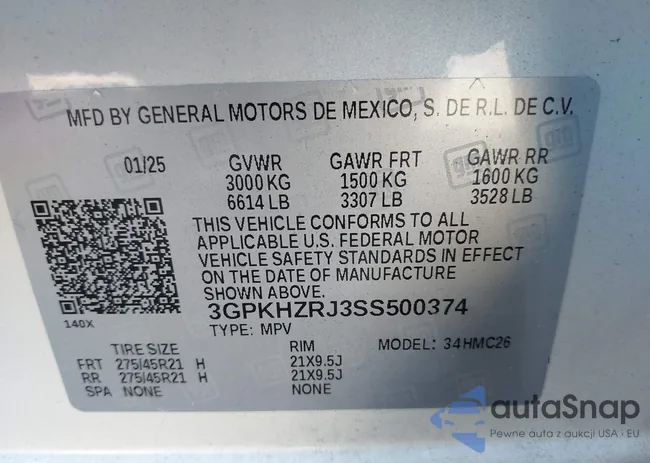 MFD BY GENERAL MOTORS DE MEXICO, S. DE R.L. DE C.V.
01/25 GVWR GAWR FRT GAWR RR
3000 KG 1500 KG 1600 KG
6614 LB 3307 LB 3528 LB
THIS VEHICLE CONFORMS TO ALL
APPLICABLE U.S. FEDERAL MOTOR
VEHICLE SAFETY STANDARDS IN EFFECT
ON THE DATE OF MANUFACTURE
SHOWN ABOVE.
3GPKHZRJ3SS500374
140X
TYPE: MPV
TIRE SIZE RIM MODEL: 34HMC26
FRT 275/45R21 H 21X9.5J
RR 275/45R21 H 21X9.5J
SPA NONE NONE
autaSnap
Pewne auta z aukcji USA · EU